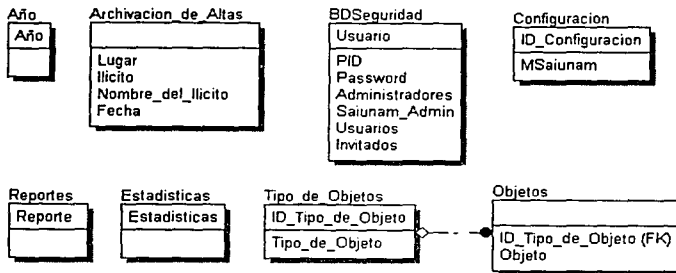 Año
Año
Archivacion_de_Altas
Lugar
Ilicito
Nombre_del_Ilicito
Fecha
BDSeguridad
Usuario
PID
Password
Administradores
Saiunam_Admin
Usuarios
Invitados
Configuracion
ID_Configuracion
MSaiunam
Reportes
Reporte
Estadisticas
Estadisticas
Tipo_de_Objetos
ID_Tipo_de_Objeto
Tipo_de_Objeto
Objetos
ID_Tipo_de_Objeto (FK)
Objeto